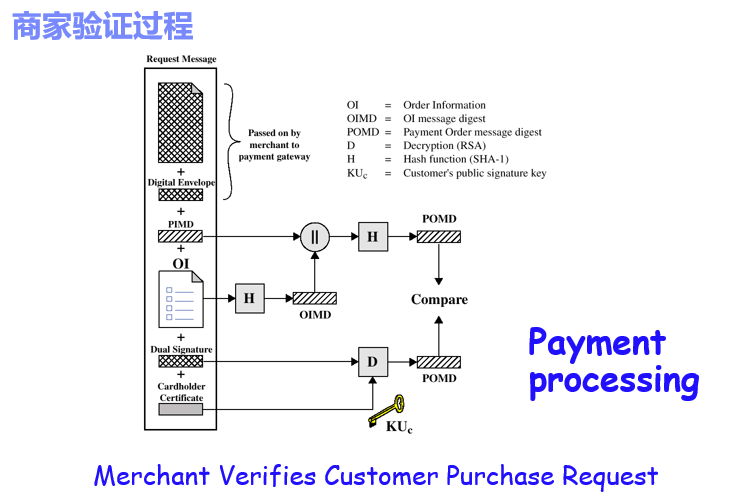 商家验证过程
Request Message
Passed on by
merchant to
payment gateway
OI = Order Information
OIMD = OI message digest
POMD = Payment Order message digest
D = Decryption (RSA)
H = Hash function (SHA-1)
KUc = Customer's public signature key
+
Digital Envelope
+
PIMD
||
H
POMD
+
OI
H
OIMD
Compare
+
Dual Signature
D
POMD
+
Cardholder
Certificate
KUc
Payment
processing
Merchant Verifies Customer Purchase Request